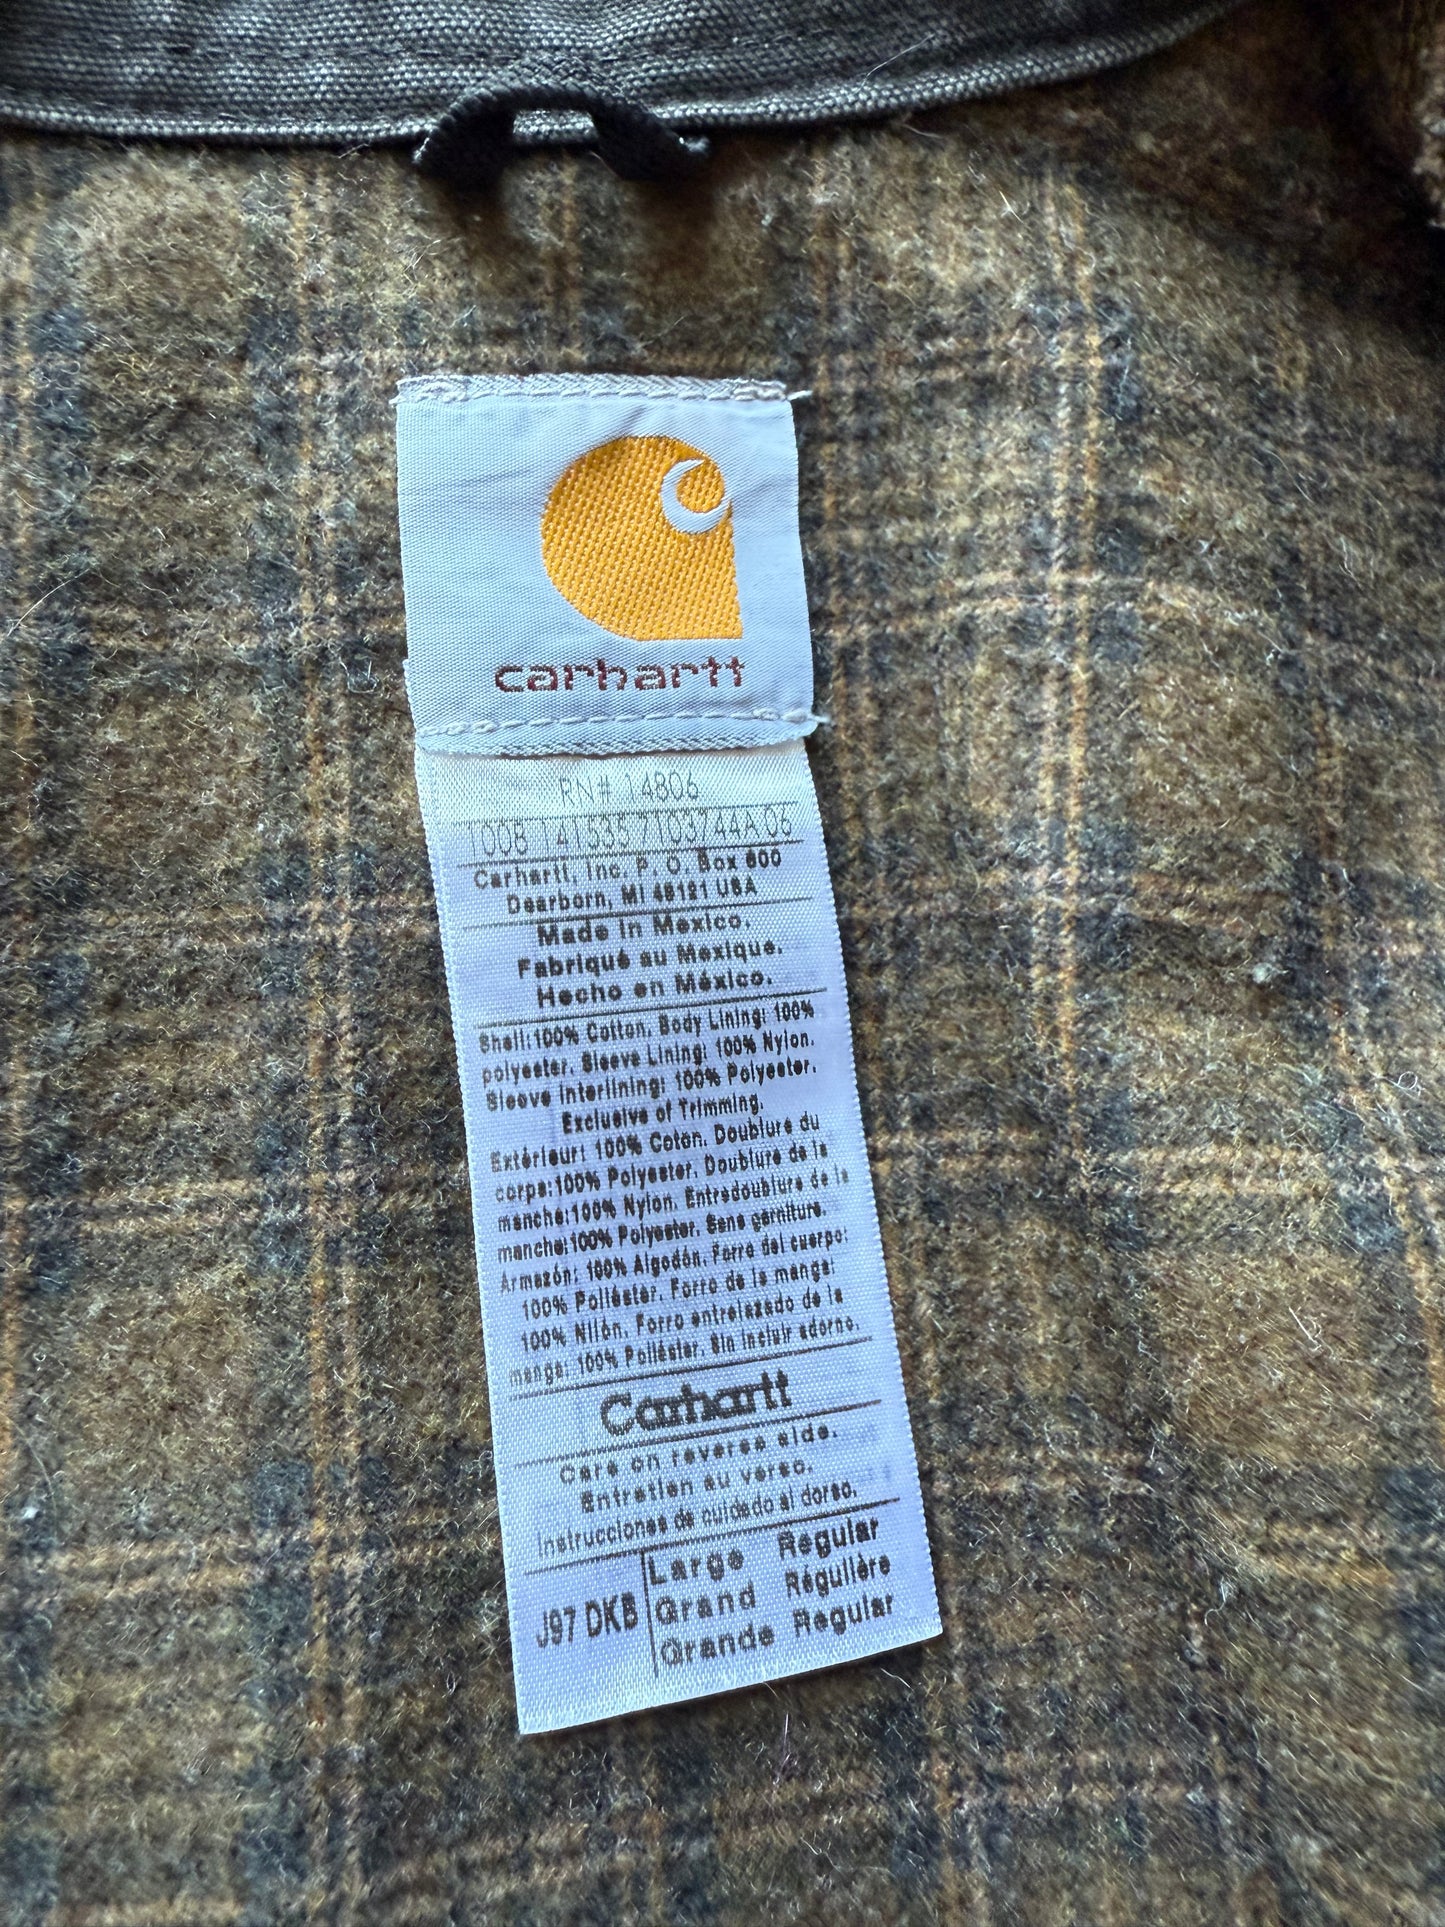 carhartt
RN# 14806
100B 141535 7103744A 06
Carhartt, Inc. P. O. Box 600
Dearborn, MI 48121 USA
Made in Mexico.
Fabriqué au Mexique.
Hecho en México.
Shell:100% Cotton. Body Lining: 100%
polyester. Sleeve Lining: 100% Nylon.
Sleeve Interlining: 100% Polyester.
Exclusive of Trimming.
Extérieur: 100% Coton. Doublure du
corps:100% Polyester. Doublure de la
manche:100% Nylon. Entredoublure de la
manche:100% Polyester. Sans garniture.
Armazón: 100% Algodón. Forro del cuerpo:
100% Poliéster. Forro de la manga:
100% Nilón. Forro entrelazado de la
manga: 100% Poliéster. Sin incluir adorno.
Carhartt
Care on reverse side.
Entretien au verso.
Instrucciones de cuidado al dorso.
J97 DKB
Large Regular
Grand Régulière
Grande Regular